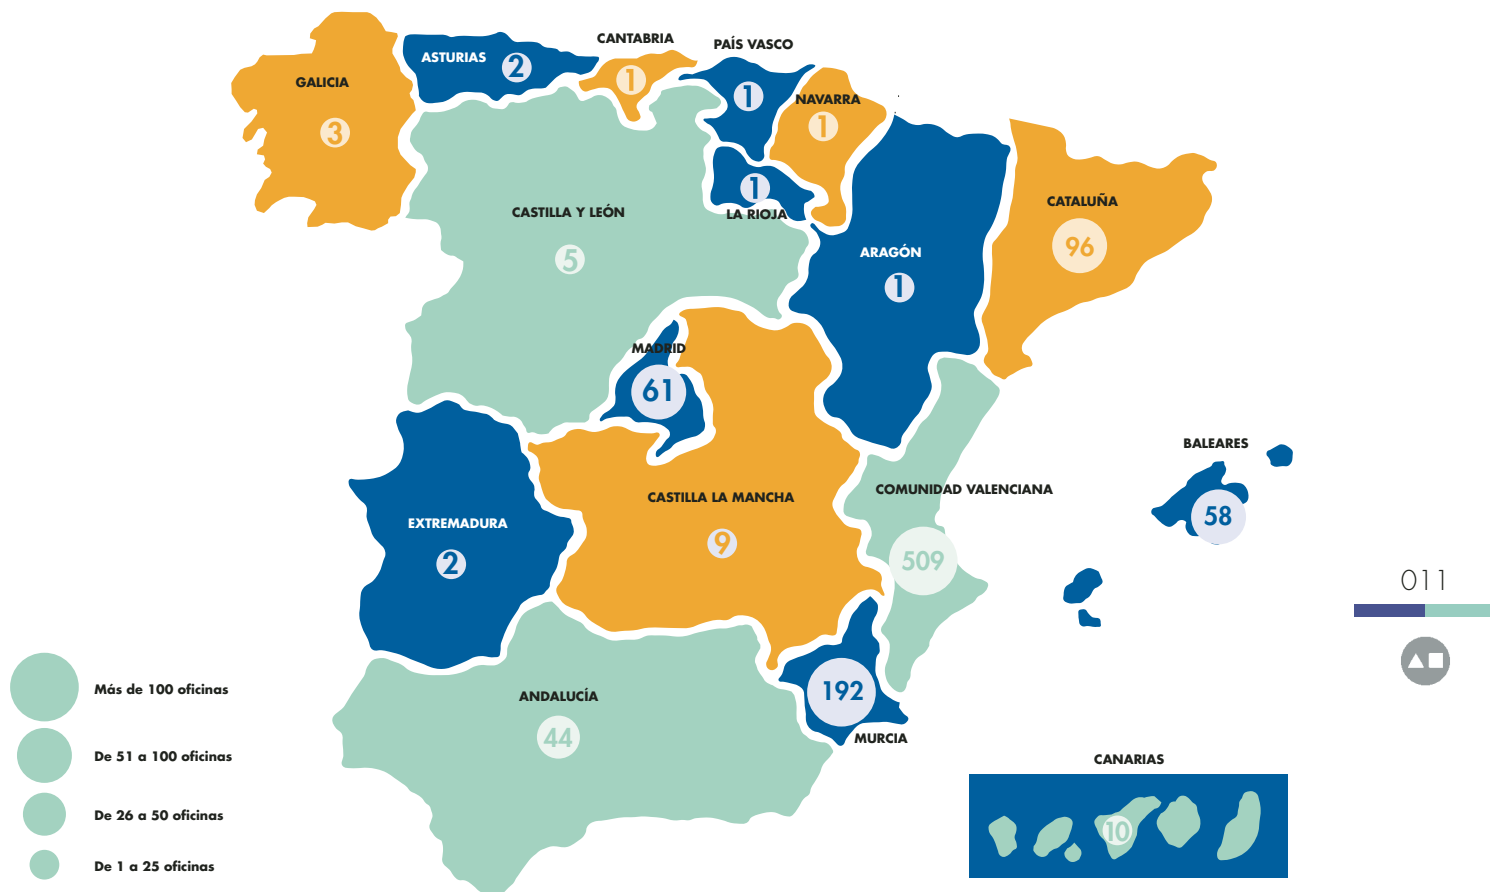 CANTABRIA
PAÍS VASCO
ASTURIAS
2
1
GALICIA
3
1
NAVARRA
1
1
LA RIOJA
CASTILLA Y LEÓN
5
CATALUÑA
96
ARAGÓN
1
MADRID
61
BALEARES
58
CASTILLA LA MANCHA
9
COMUNIDAD VALENCIANA
509
EXTREMADURA
2
011
192
MURCIA
ANDALUCÍA
44
CANARIAS
10
Más de 100 oficinas
De 51 a 100 oficinas
De 26 a 50 oficinas
De 1 a 25 oficinas